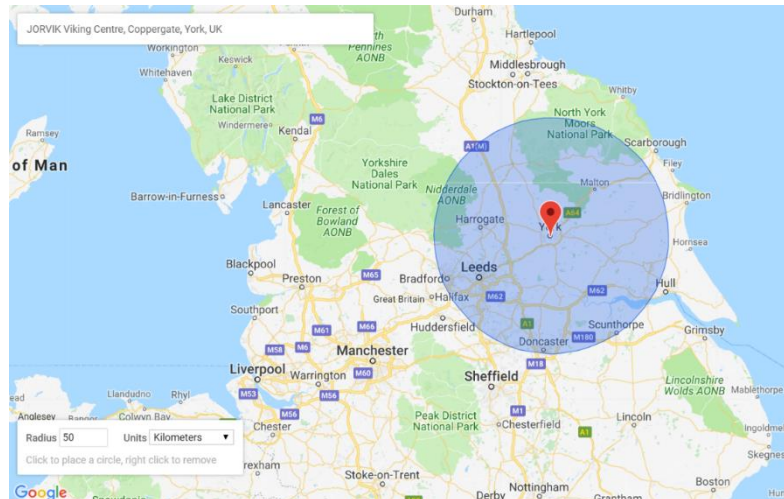 JORVIK Viking Centre, Coppergate, York, UK
Durham
Hartlepool
Pennines
AONB
Workington
Keswick
Whitehaven
Middlesbrough
Stockton-on-Tees
Lake District
National Park
Windermere
Kendal
M6
Whitby
North York
Moors National
Park
Scarborough
Filey
A1(M)
Ramsey
of Man
Yorkshire
Dales
National Park
Nidderdale
AONB
Malton
A64
Bridlington
Barrow-in-Furness
Lancaster
Forest of
Bowland
AONB
Harrogate
York
Hornsea
Blackpool
Preston
M65
Bradford
Leeds
Great Britain
Halifax
M62
M62
Hull
Southport
M61
M66
Huddersfield
A1
Scunthorpe
M180
Grimsby
M58
M6
Manchester
Doncaster
Liverpool
Warrington
M60
Sheffield
M18
Lincolnshire
Wolds AONB
Mablethorpe
Llandudno
Rhyl
M53
M56
M56
Anglesey
Colwyn Bay
Chester
Peak District
National Park
M1
Chesterfield
A1
Lincoln
Ingoldmel
Skegnes
Radius 50 Units Kilometers
Click to place a circle, right click to remove
rexham
Stoke-on-Trent
Boston
Google
Snowdonia
Derby
Nottingham
Grantham